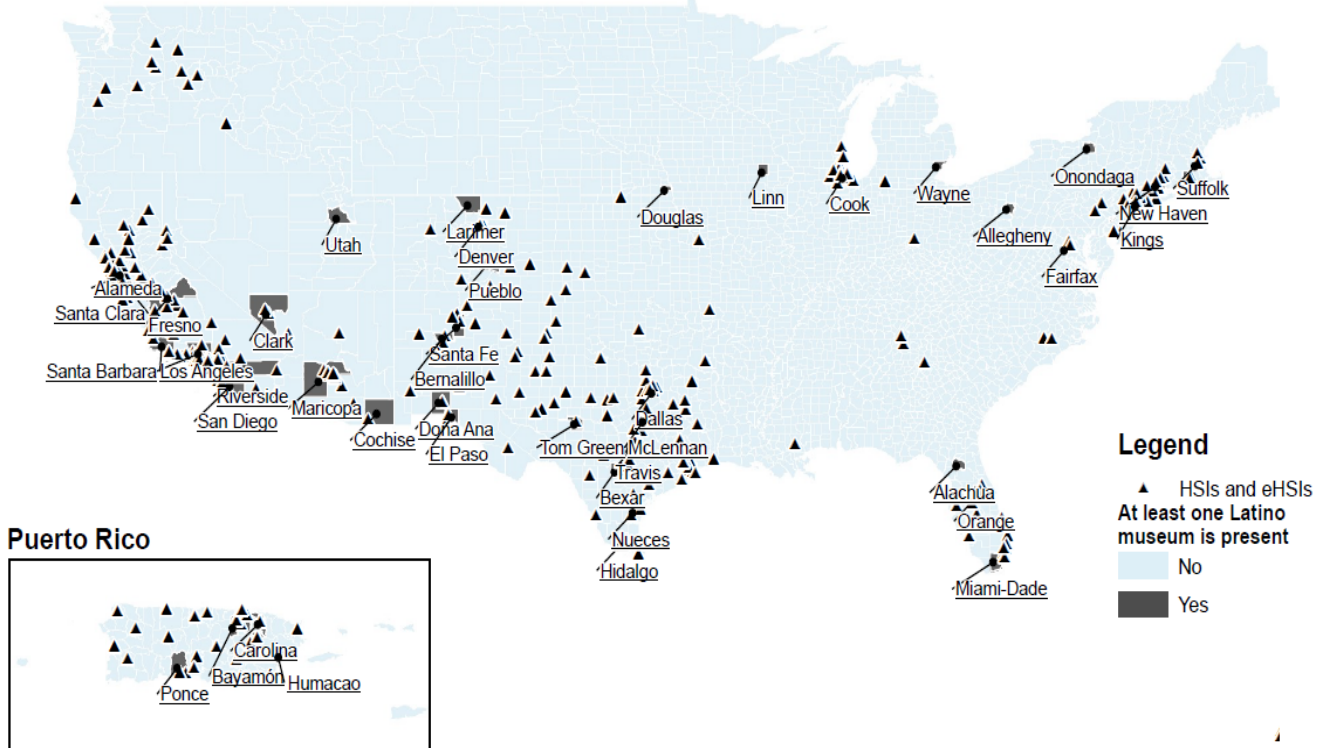 Onondaga
Wayne
Suffolk
Linn
Cook
Douglas
New Haven
Larimer
Allegheny
Kings
Utah
Denver
Fairfax
Alameda
Pueblo
Santa Clara
Fresno
Clark
Santa Fe
Santa Barbara
Los Angeles
Bernalillo
Riverside
Maricopa
San Diego
Dallas
Cochise
Doña Ana
El Paso
Tom Green
McLennan
Travis
Bexar
Alachua
Orange
Nueces
Hidalgo
Miami-Dade
Legend
HSIs and eHSIs
At least one Latino
museum is present
No
Yes
Puerto Rico
Carolina
Bayamón
Humacao
Ponce